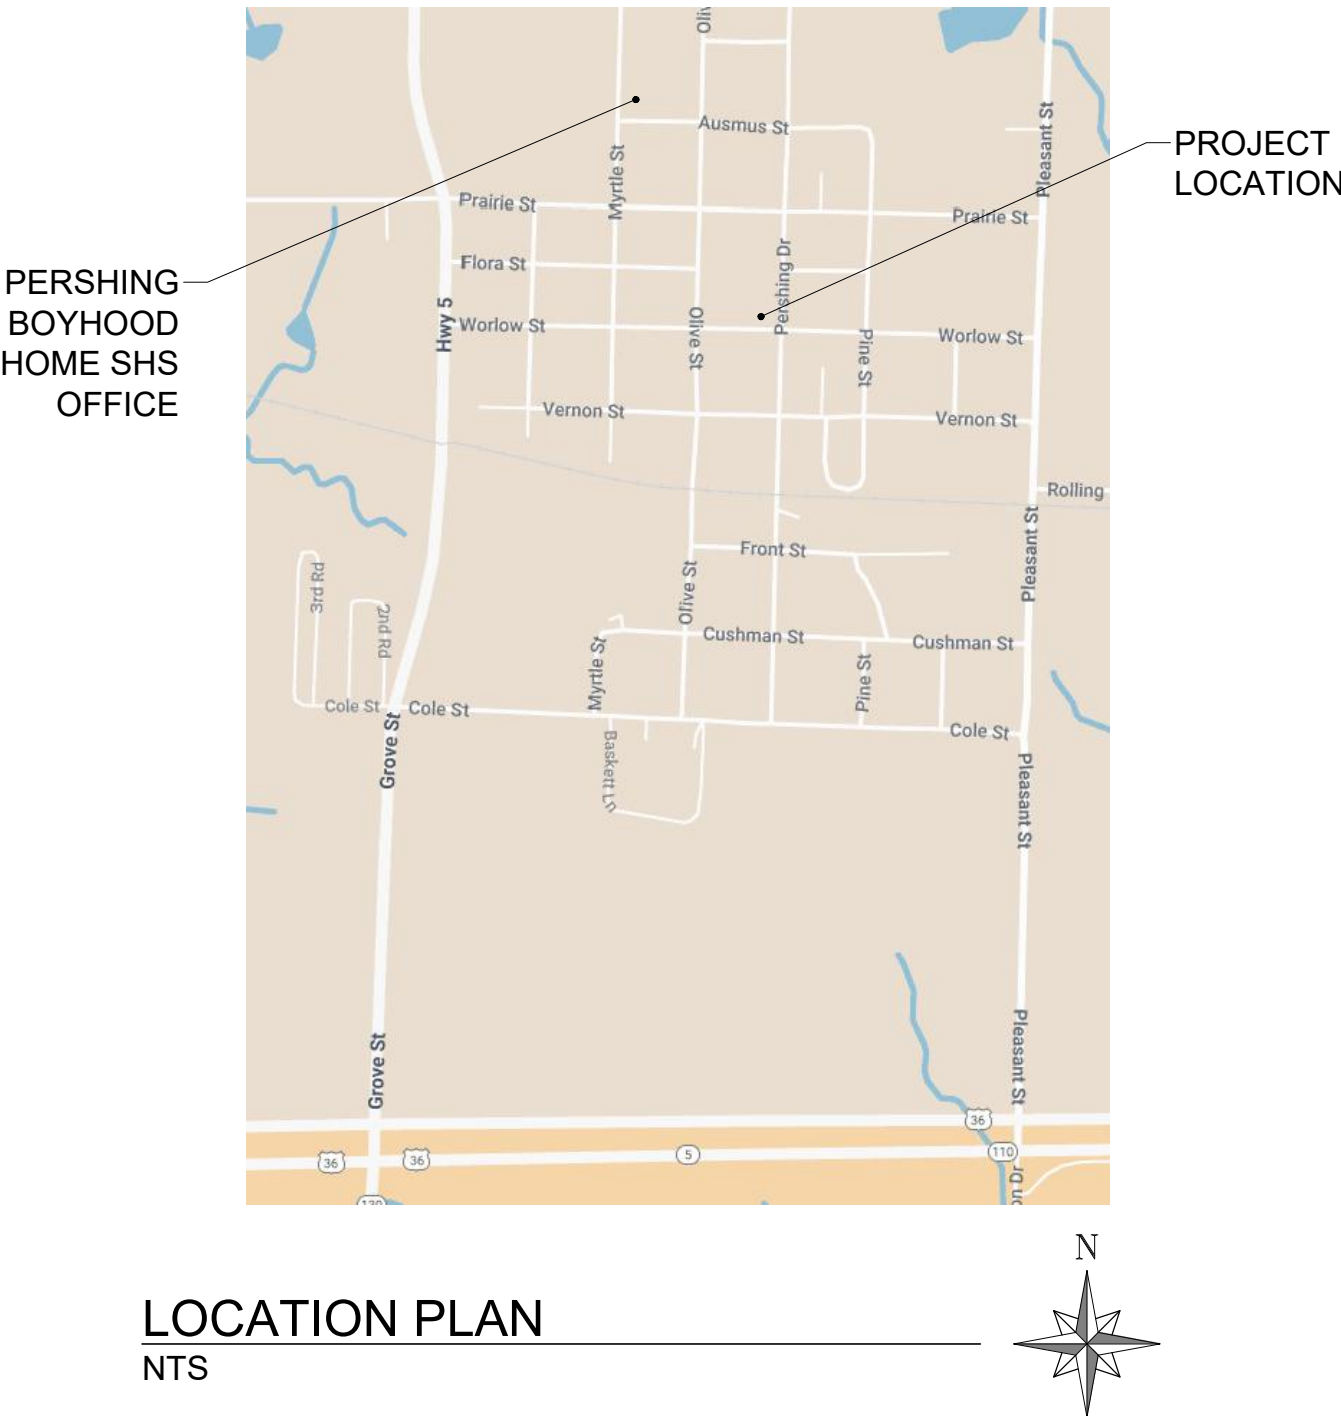 Oliv
Ausmus St
Pleasant St
PROJECT
LOCATION
Myrtle St
Prairie St
Prairie St
PERSHING
BOYHOOD
HOME SHS
OFFICE
Flora St
Pershing Dr
Hwy 5
Worlow St
Olive St
Pine St
Worlow St
Vernon St
Vernon St
Rolling
Pleasant St
Front St
3rd Rd
2nd Rd
Olive St
Cushman St
Cushman St
Myrtle St
Pine St
Cole St
Cole St
Cole St
Grove St
Baskett Ln
Pleasant St
Grove St
Pleasant St
36
36
36
5
110
130
on Dr
N
LOCATION PLAN
NTS